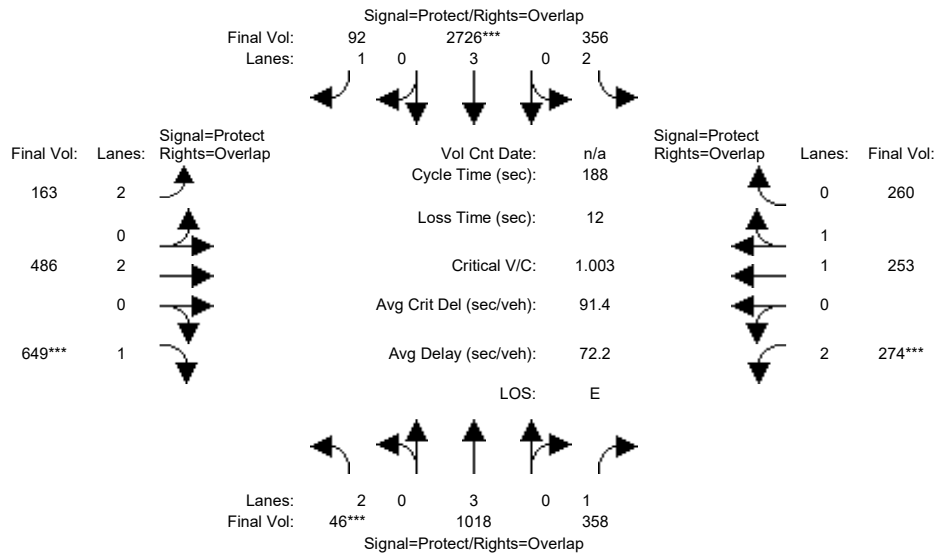 Signal=Protect/Rights=Overlap
Final Vol: 92 2726*** 356
Lanes: 1 0 3 0 2
Signal=Protect Signal=Protect
Final Vol: Lanes: Rights=Overlap Vol Cnt Date: n/a Rights=Overlap Lanes: Final Vol:
Cycle Time (sec): 188
163 2 0 260
Loss Time (sec): 12
0 1
486 2 Critical V/C: 1.003 1 253
0 Avg Crit Del (sec/veh): 91.4 0
649*** 1 Avg Delay (sec/veh): 72.2 2 274***
LOS: E
Lanes: 2 0 3 0 1
Final Vol: 46*** 1018 358
Signal=Protect/Rights=Overlap